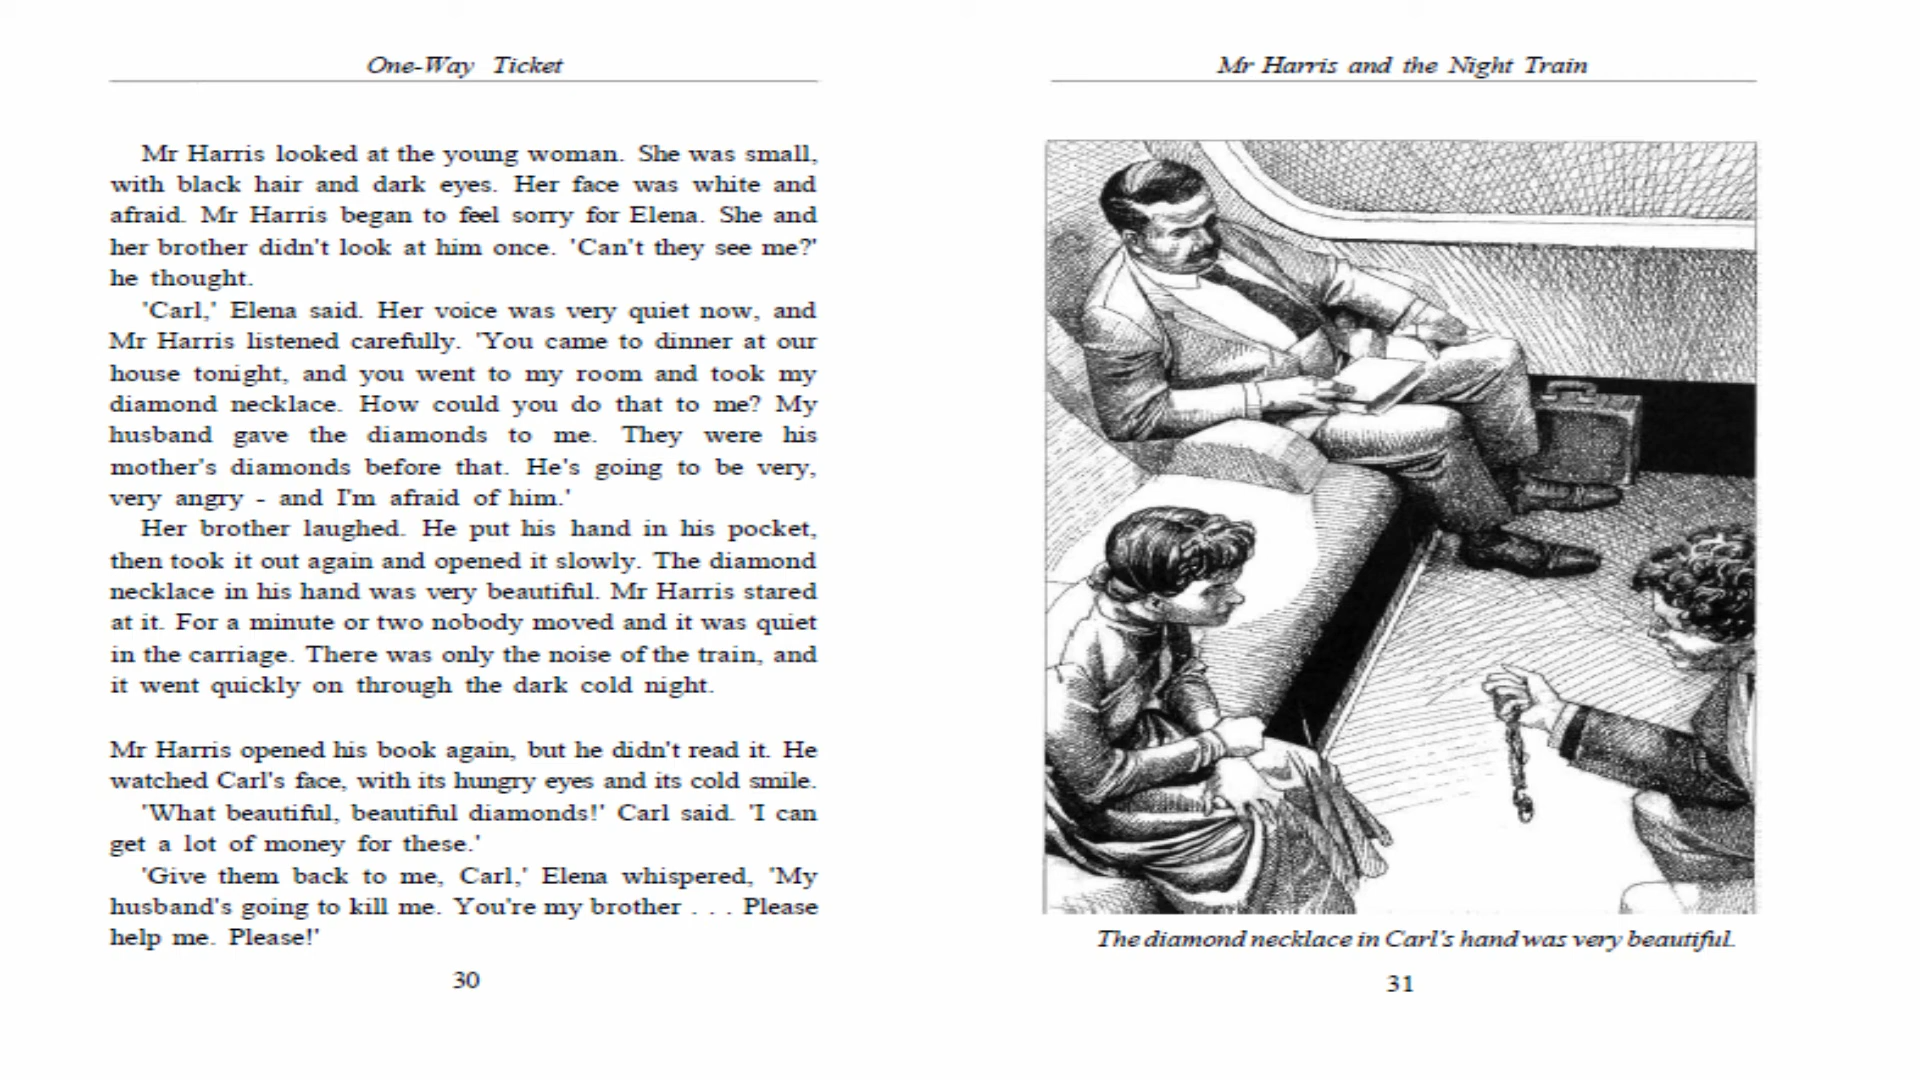 One-Way Ticket
Mr Harris looked at the young woman. She was small,
with black hair and dark eyes. Her face was white and
afraid. Mr Harris began to feel sorry for Elena. She and
her brother didn't look at him once. 'Can't they see me?'
he thought.
'Carl,' Elena said. Her voice was very quiet now, and
Mr Harris listened carefully. 'You came to dinner at our
house tonight, and you went to my room and took my
diamond necklace. How could you do that to me? My
husband gave the diamonds to me. They were his
mother's diamonds before that. He's going to be very,
very angry - and I'm afraid of him.'
Her brother laughed. He put his hand in his pocket,
then took it out again and opened it slowly. The diamond
necklace in his hand was very beautiful. Mr Harris stared
at it. For a minute or two nobody moved and it was quiet
in the carriage. There was only the noise of the train, and
it went quickly on through the dark cold night.
Mr Harris opened his book again, but he didn't read it. He
watched Carl's face, with its hungry eyes and its cold smile.
'What beautiful, beautiful diamonds!' Carl said. 'I can
get a lot of money for these.'
'Give them back to me, Carl,' Elena whispered, 'My
husband's going to kill me. You're my brother . . . Please
help me. Please!'
30
Mr Harris and the Night Train
The diamond necklace in Carl's hand was very beautiful.
31